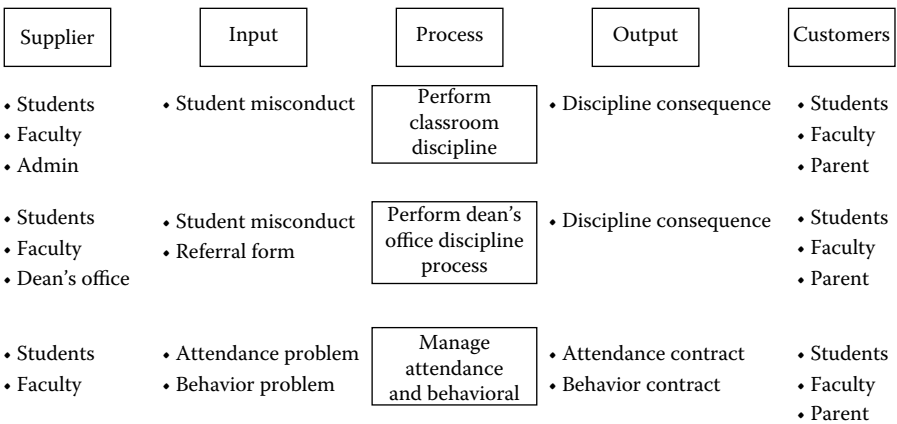 Supplier
Input
Process
Output
Customers
• Students
• Faculty
• Admin
• Student misconduct
Perform
classroom
discipline
• Discipline consequence
• Students
• Faculty
• Parent
• Students
• Faculty
• Dean’s office
• Student misconduct
• Referral form
Perform dean’s
office discipline
process
• Discipline consequence
• Students
• Faculty
• Parent
• Students
• Faculty
• Attendance problem
• Behavior problem
Manage
attendance
and behavioral
• Attendance contract
• Behavior contract
• Students
• Faculty
• Parent